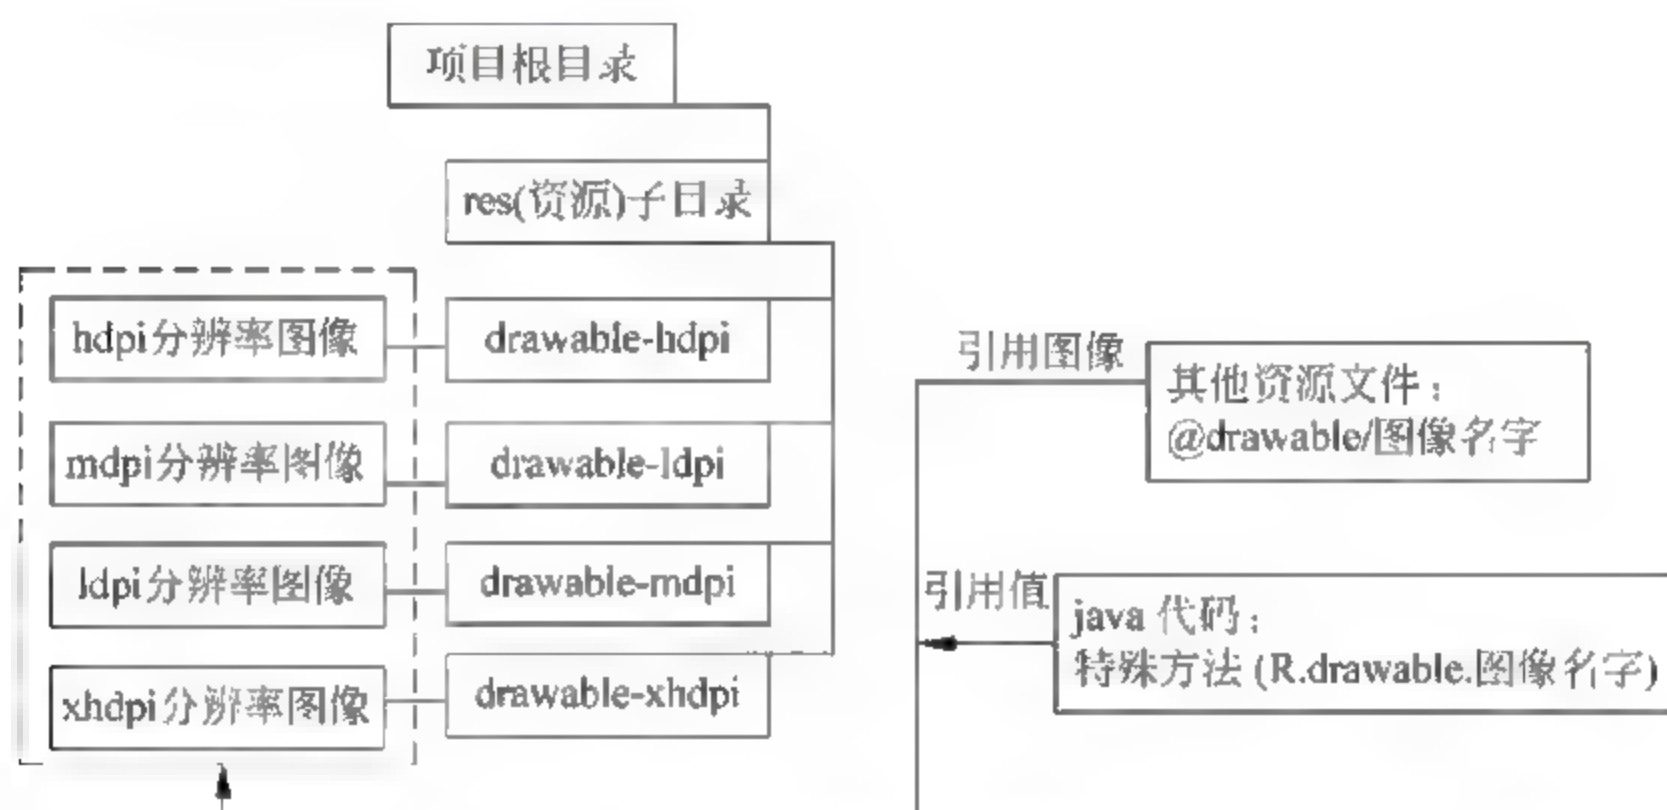 项目根目录
res(资源)子目录
hdpi分辨率图像
drawable-hdpi
mdpi分辨率图像
drawable-ldpi
ldpi分辨率图像
drawable-mdpi
xhdpi分辨率图像
drawable-xhdpi
引用图像
其他资源文件：
@drawable/图像名字
引用值
java 代码：
特殊方法 (R.drawable.图像名字)